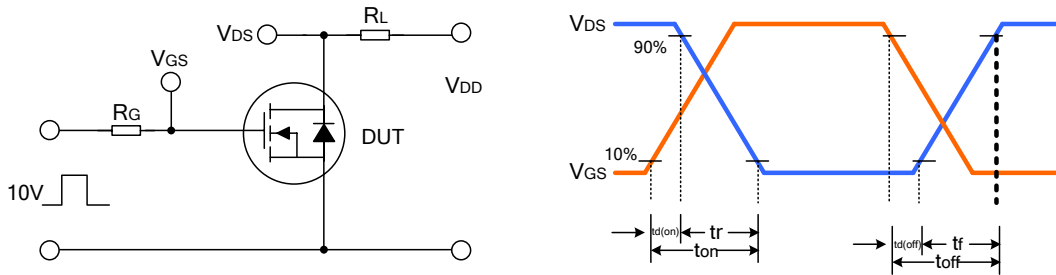 RL
VDS
VGS
VDD
RG
DUT
10V
VDS
90%
10%
VGS
td(on)
tr
ton
td(off)
tf
toff